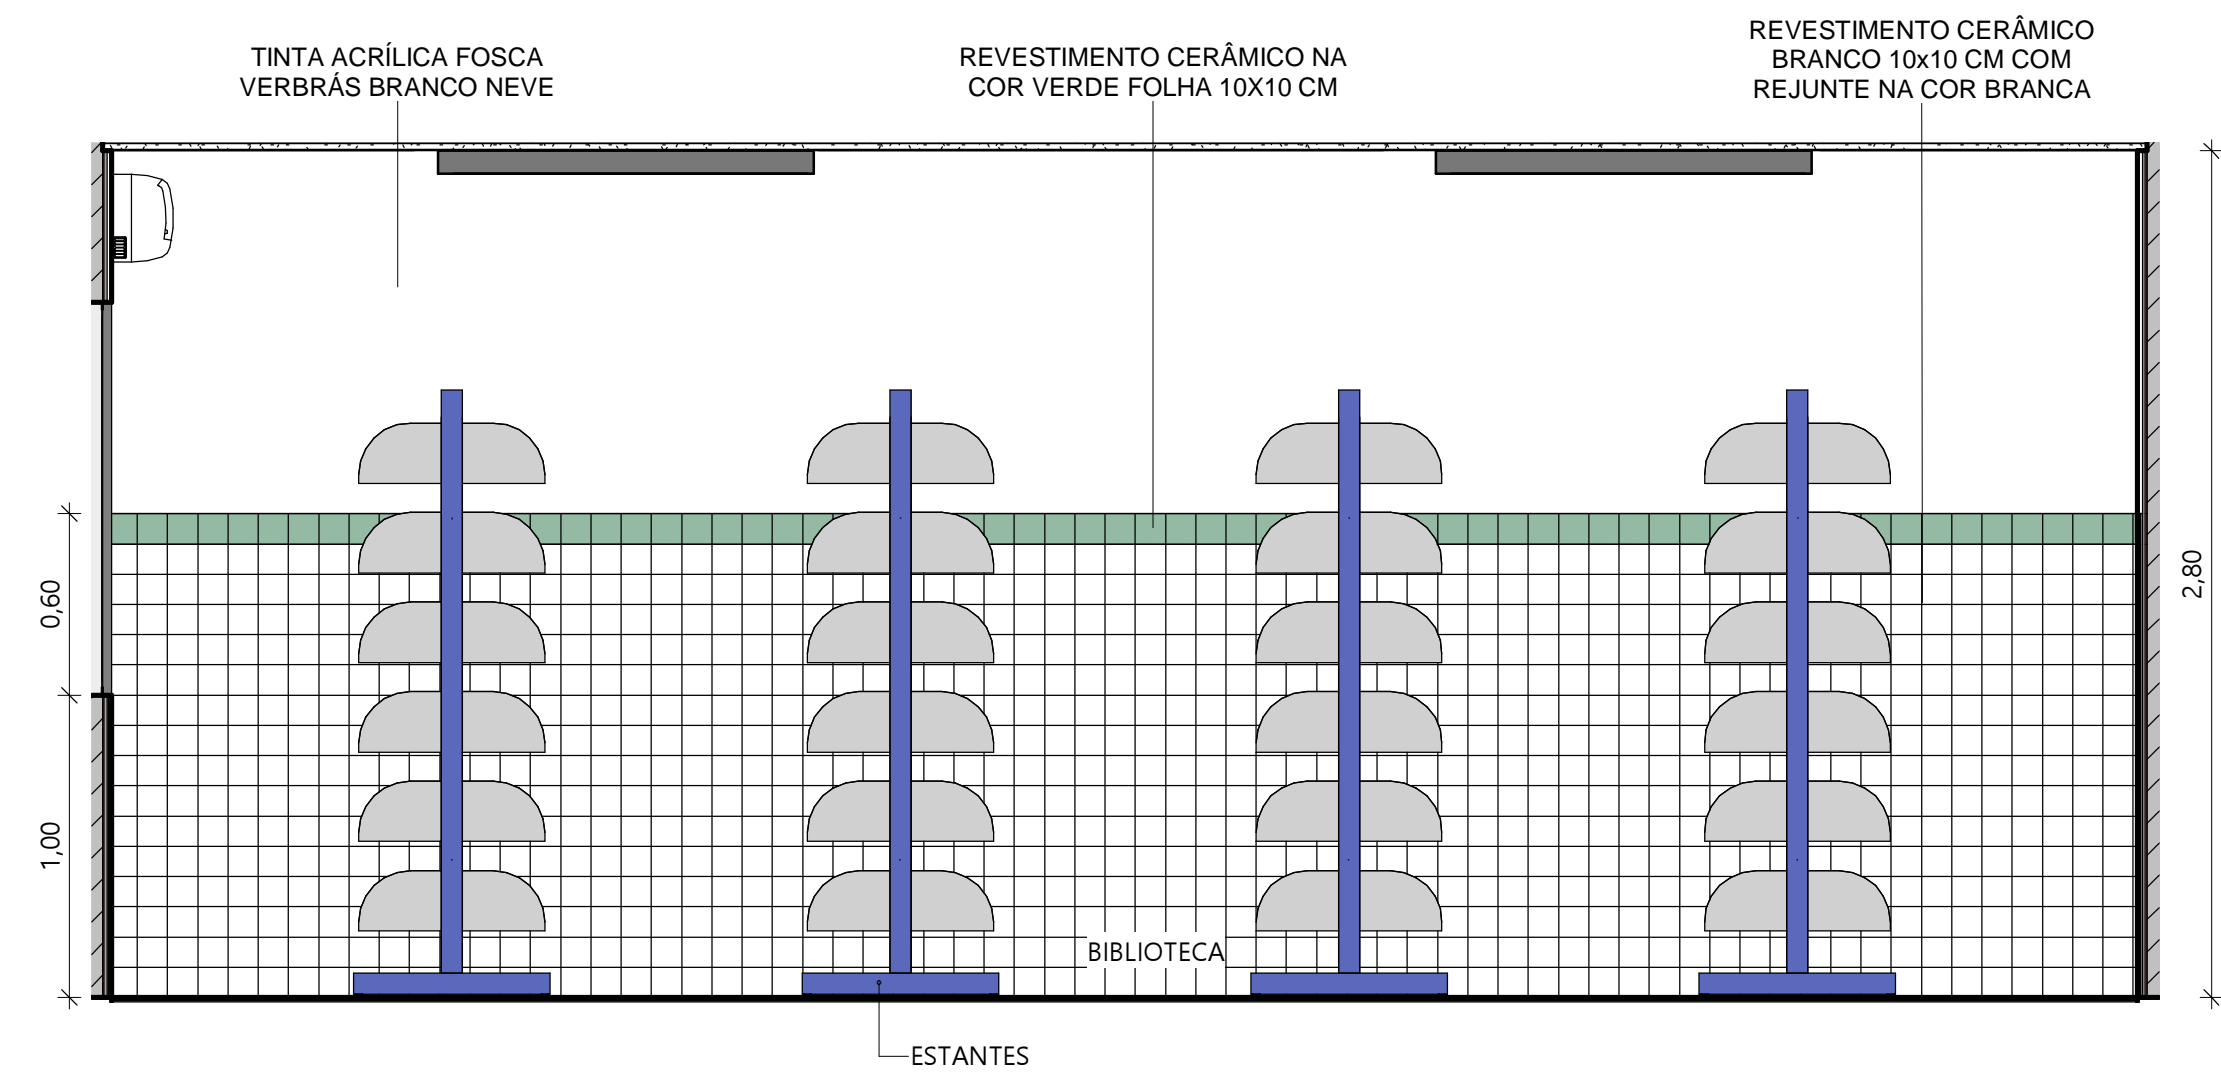 TINTA ACRÍLICA FOSCA
VERBRÁS BRANCO NEVE
REVESTIMENTO CERÂMICO NA
COR VERDE FOLHA 10X10 CM
REVESTIMENTO CERÂMICO
BRANCO 10x10 CM COM
REJUNTE NA COR BRANCA
0,60
1,00
2,80
BIBLIOTECA
ESTANTES